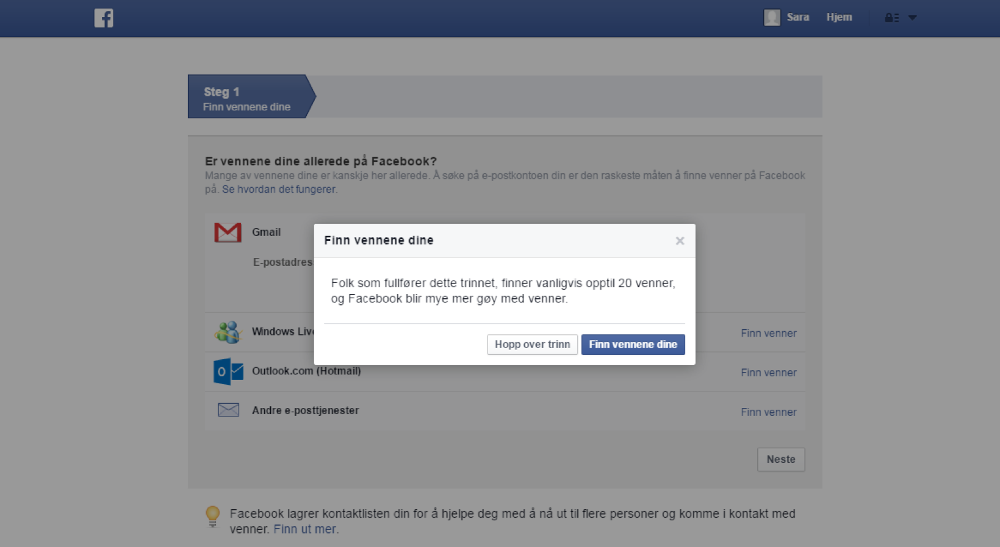 Sara Hjem
Steg 1
Finn vennene dine
Er vennene dine allerede på Facebook?
Mange av vennene dine er kanskje her allerede. Å søke på e-postkontoen din er den raskeste måten å finne venner på Facebook
på. Se hvordan det fungerer.
Gmail
E-postadres
Finn vennene dine
Folk som fullfører dette trinnet, finner vanligvis opptil 20 venner,
og Facebook blir mye mer gøy med venner.
Hopp over trinn Finn vennene dine
Windows Live Finn venner
Outlook.com (Hotmail) Finn venner
Andre e-posttjenester Finn venner
Neste
Facebook lagrer kontaktlisten din for å hjelpe deg med å nå ut til flere personer og komme i kontakt med
venner. Finn ut mer.